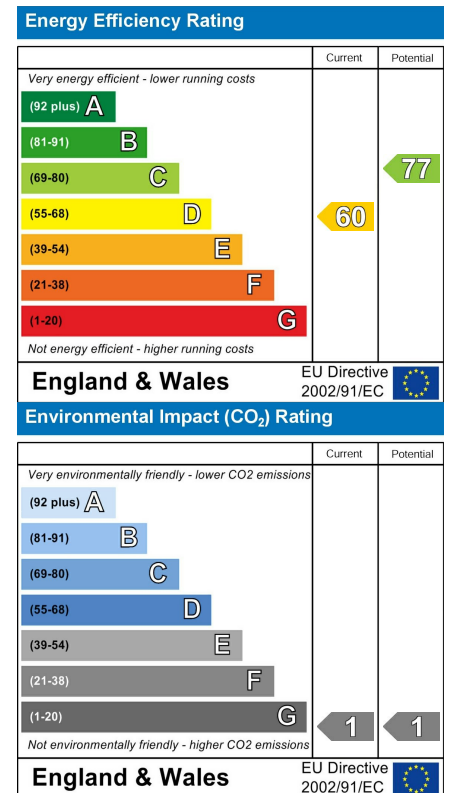 Energy Efficiency Rating
Current Potential
Very energy efficient - lower running costs
(92 plus) A
(81-91) B
(69-80) C
77
(55-68) D
60
(39-54) E
(21-38) F
(1-20) G
Not energy efficient - higher running costs
England & Wales
EU Directive
2002/91/EC
Environmental Impact (CO₂) Rating
Current Potential
Very environmentally friendly - lower CO2 emissions
(92 plus) A
(81-91) B
(69-80) C
(55-68) D
(39-54) E
(21-38) F
(1-20) G
1 1
Not environmentally friendly - higher CO2 emissions
England & Wales
EU Directive
2002/91/EC